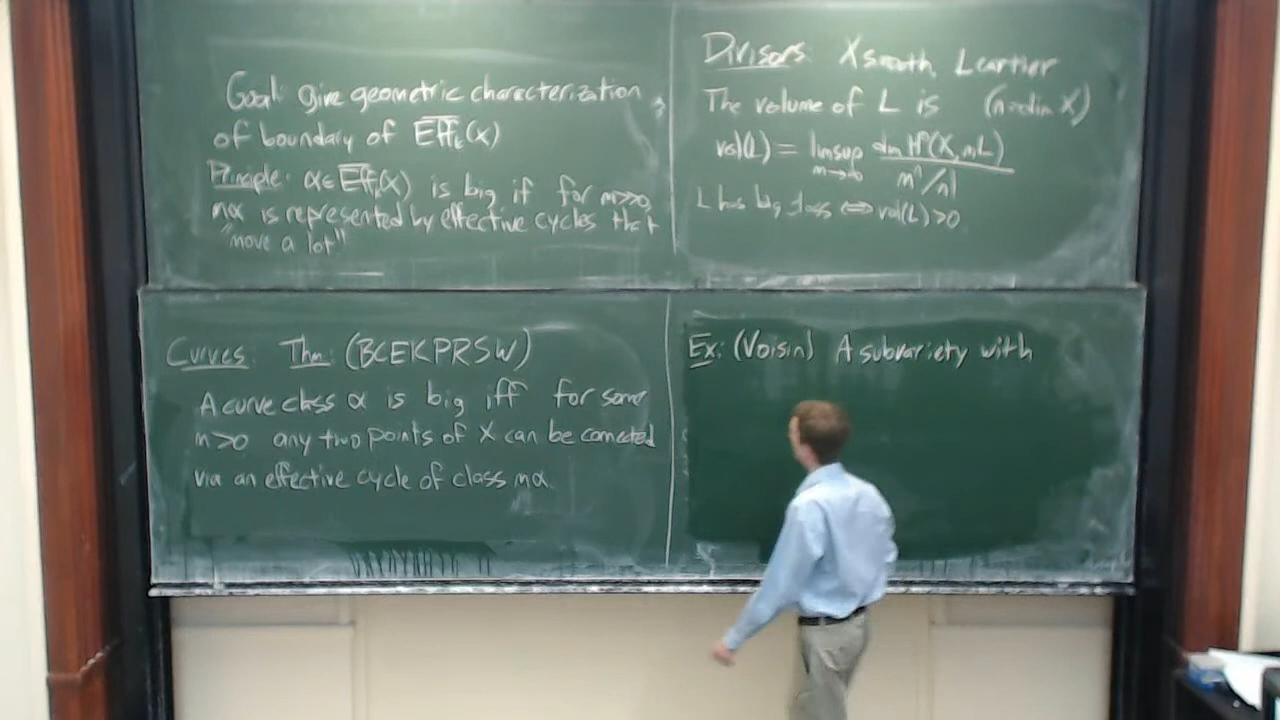 Goal: give geometric characterization
of boundary of Eff̅ₖ(X)
Principle: α∈Eff̅ₖ(X) is big if for m>>0,
mα is represented by effective cycles that
"move a lot"
Divisors: X smooth, L cartier
The volume of L is (n=dim X)
vol(L) = limsup_{m→∞} dim H⁰(X, mL) / (mⁿ/n!)
L has big class ⇔ vol(L)>0
Curves: Thm: (BCEKPRSW)
A curve class α is big iff for some
m>0 any two points of X can be connected
via an effective cycle of class mα
Ex: (Voisin) A subvariety with